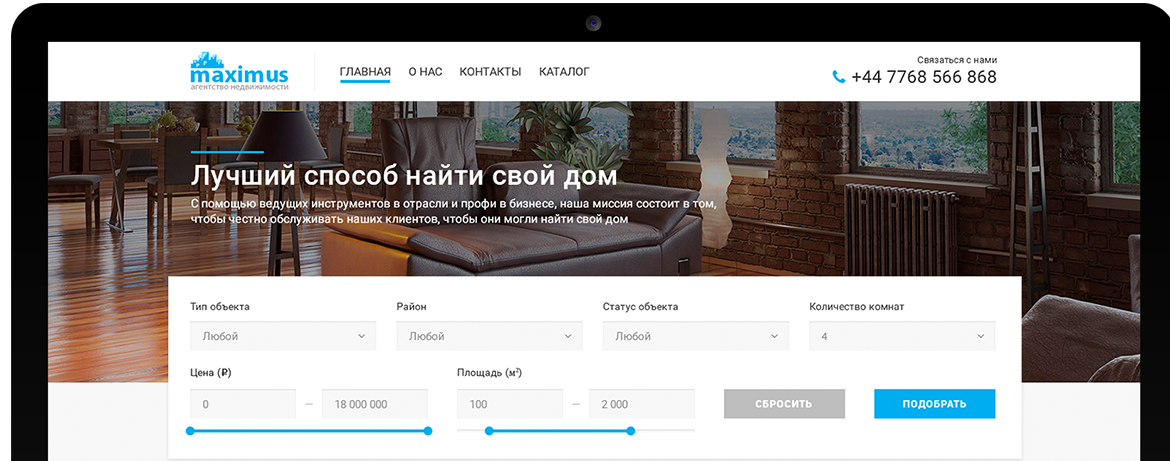 maximus
агентство недвижимости
ГЛАВНАЯ О НАС КОНТАКТЫ КАТАЛОГ
Связаться с нами
+44 7768 566 868
Лучший способ найти свой дом
С помощью ведущих инструментов в отрасли и профи в бизнесе, наша миссия состоит в том,
чтобы честно обслуживать наших клиентов, чтобы они могли найти свой дом
Тип объекта Район Статус объекта Количество комнат
Любой Любой Любой 4
Цена (₽) Площадь (м²)
0 — 18 000 000 100 — 2 000 СБРОСИТЬ ПОДОБРАТЬ